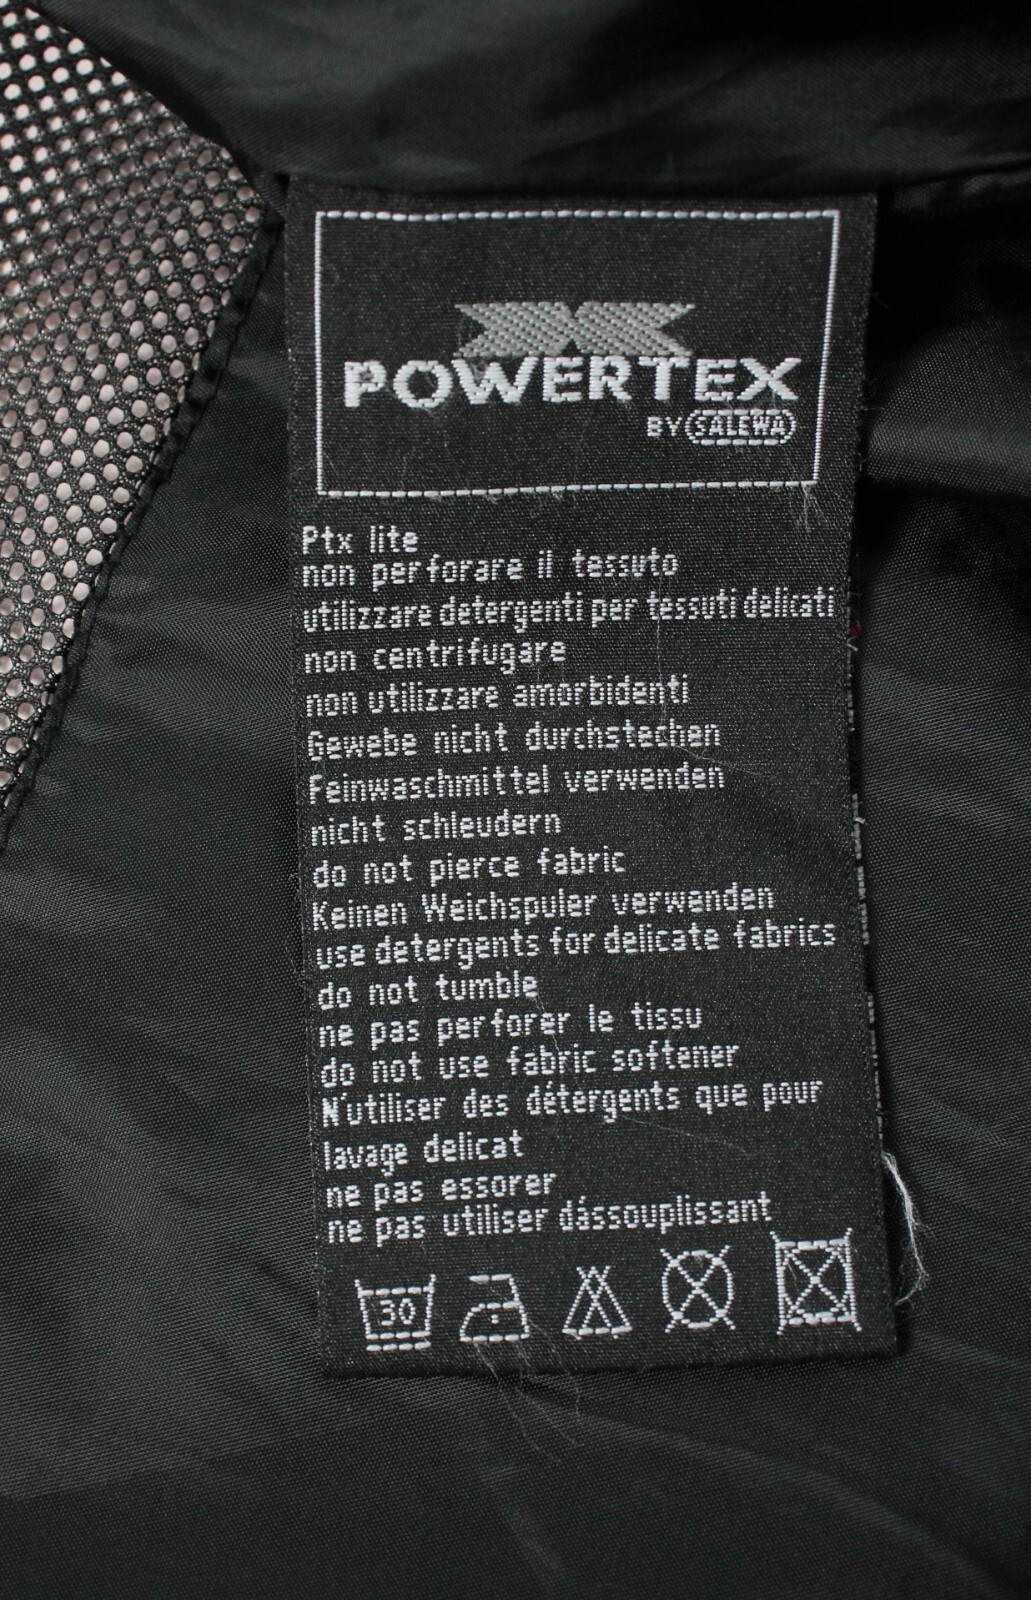 POWERTEX
BY SALEWA
Ptx lite
non perforare il tessuto
utilizzare detergenti per tessuti delicati
non centrifugare
non utilizzare amorbidenti
Gewebe nicht durchstechen
Feinwaschmittel verwenden
nicht schleudern
do not pierce fabric
Keinen Weichspuler verwenden
use detergents for delicate fabrics
do not tumble
ne pas perforer le tissu
do not use fabric softener
N'utiliser des détergents que pour
lavage delicat
ne pas essorer
ne pas utiliser dássouplissant
30